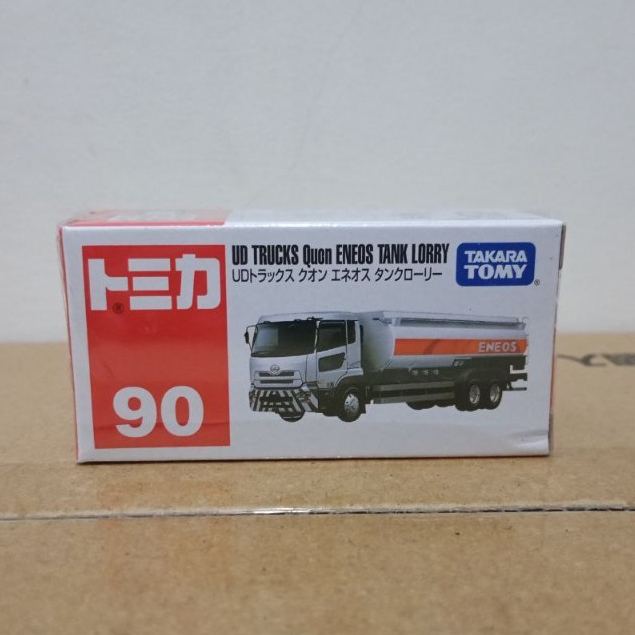 トミカ®
90
UD TRUCKS Quon ENEOS TANK LORRY
UDトラックス クオン エネオス タンクローリー
TAKARA
TOMY®
ENEOS